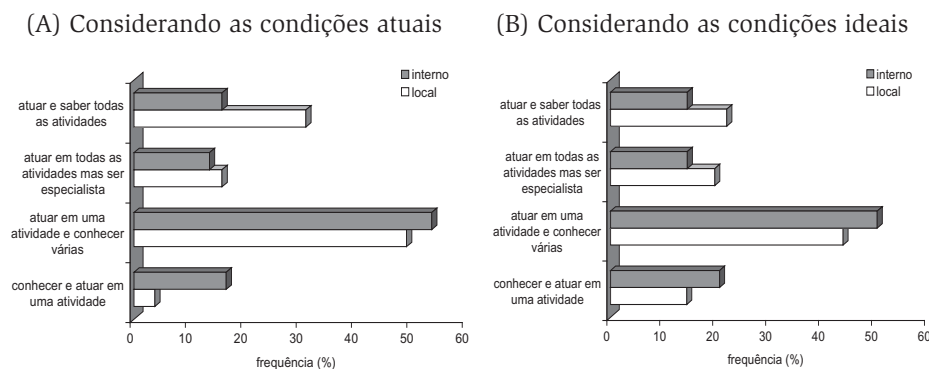 (A) Considerando as condições atuais
interno
local
atuar e saber todas
as atividades
atuar em todas as
atividades mas ser
especialista
atuar em uma
atividade e conhecer
várias
conhecer e atuar em
uma atividade
0 10 20 30 40 50 60
frequência (%)
(B) Considerando as condições ideais
interno
local
atuar e saber todas
as atividades
atuar em todas as
atividades mas ser
especialista
atuar em uma
atividade e conhecer
várias
conhecer e atuar em
uma atividade
0 10 20 30 40 50 60
frequência (%)